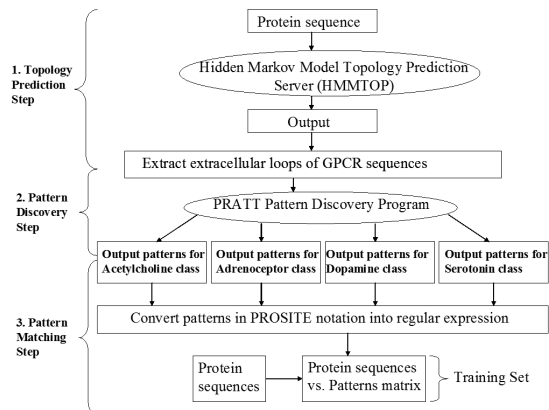 Protein sequence
1. Topology
Prediction
Step
Hidden Markov Model Topology Prediction
Server (HMMTOP)
Output
Extract extracellular loops of GPCR sequences
2. Pattern
Discovery
Step
PRATT Pattern Discovery Program
Output patterns for
Acetylcholine class
Output patterns for
Adrenoceptor class
Output patterns for
Dopamine class
Output patterns for
Serotonin class
3. Pattern
Matching
Step
Convert patterns in PROSITE notation into regular expression
Protein
sequences
Protein sequences
vs. Patterns matrix
Training Set